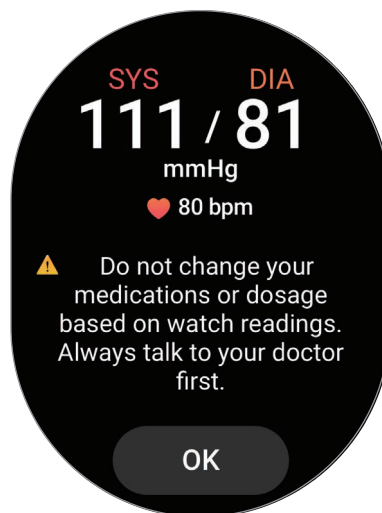 SYS DIA
111 / 81
mmHg
80 bpm
Do not change your
medications or dosage
based on watch readings.
Always talk to your doctor
first.
OK